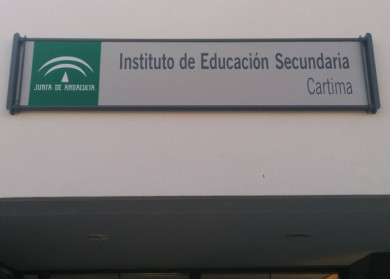 JUNTA DE ANDALUCIA
Instituto de Educación Secundaria
Cartima